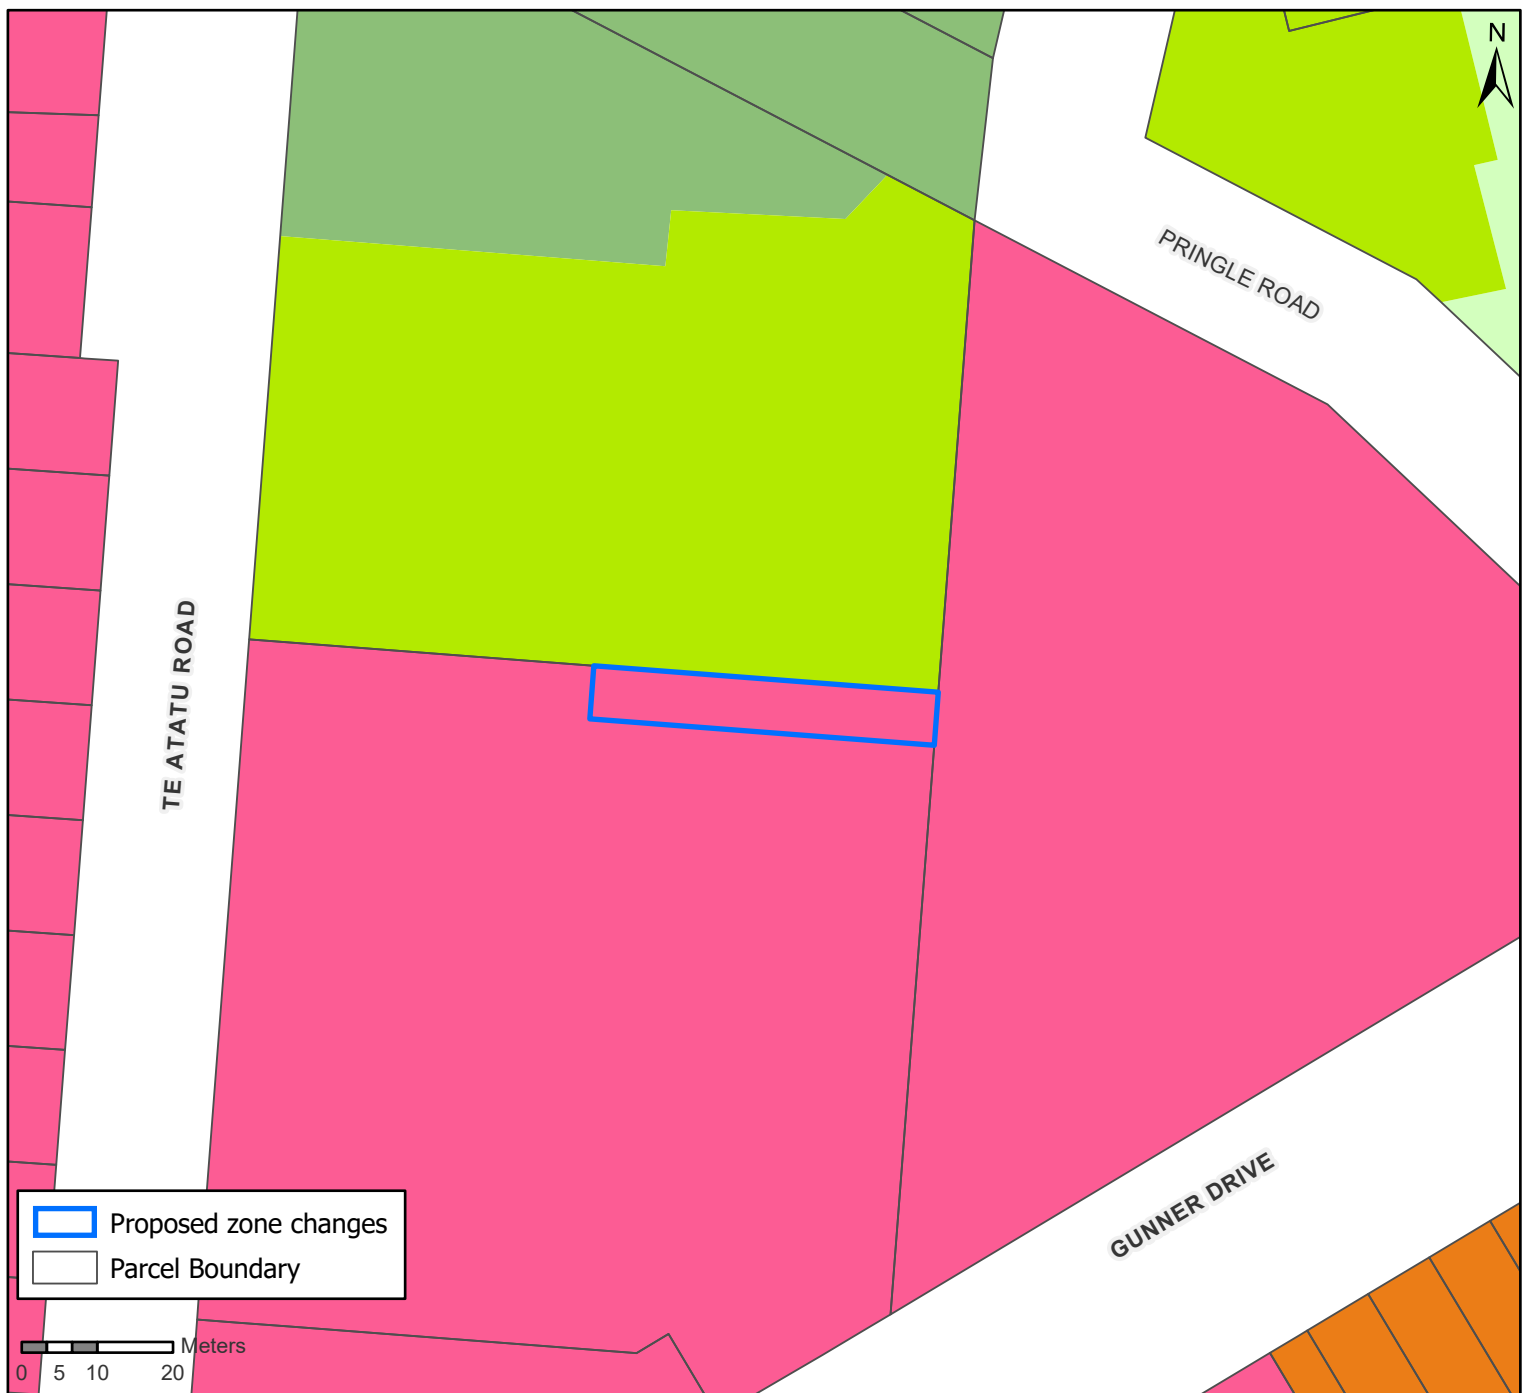 N
PRINGLE ROAD
TE ATATU ROAD
GUNNER DRIVE
Proposed zone changes
Parcel Boundary
Meters
0 5 10 20